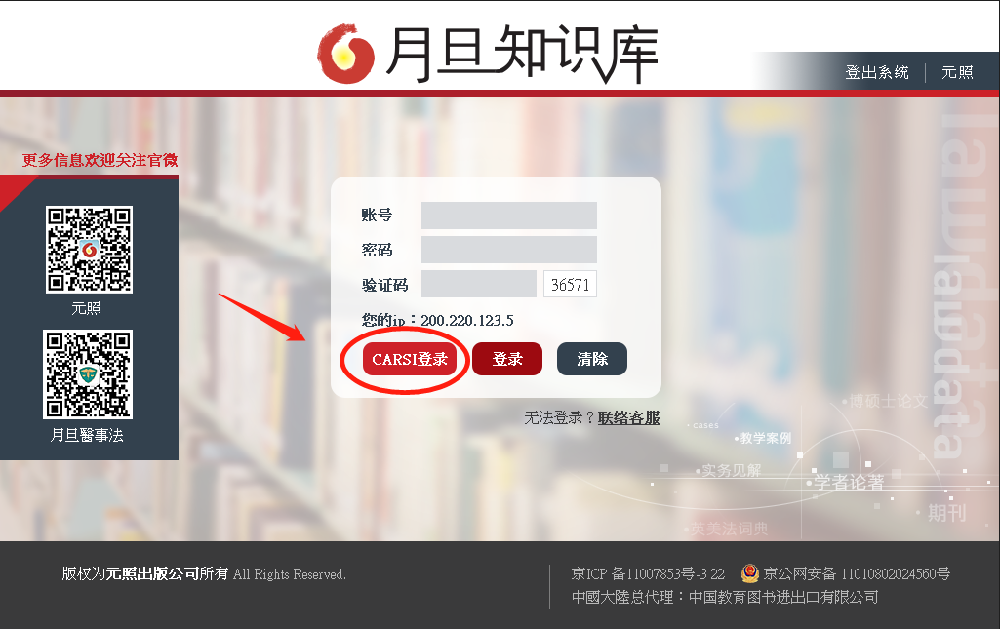 月旦知识库
登出系统
元照
更多信息欢迎关注官微
元照
月旦醫事法
账号
密码
验证码
36571
您的ip：200.220.123.5
CARSI登录
登录
清除
无法登录？联络客服
lawdata
lawdata
•博硕士论文
•cases
•教学案例
•实务见解
•学者论著
•期刊
•英美法词典
版权为元照出版公司所有 All Rights Reserved.
京ICP 备11007853号-3 22 京公网安备 11010802024560号
中國大陸总代理：中国教育图书进出口有限公司